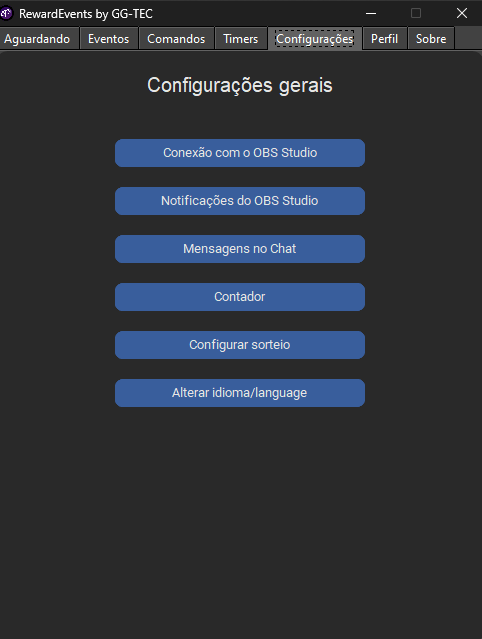 RewardEvents by GG-TEC
Aguardando Eventos Comandos Timers Configurações Perfil Sobre
Configurações gerais
Conexão com o OBS Studio
Notificações do OBS Studio
Mensagens no Chat
Contador
Configurar sorteio
Alterar idioma/language